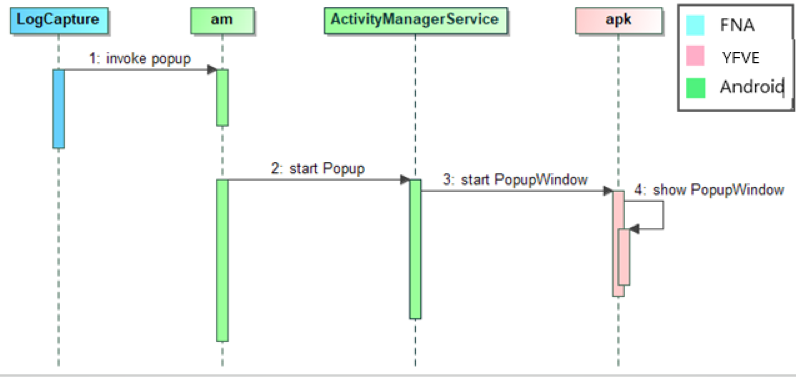 LogCapture
am
ActivityManagerService
apk
FNA
YFVE
Android
1: invoke popup
2: start Popup
3: start PopupWindow
4: show PopupWindow